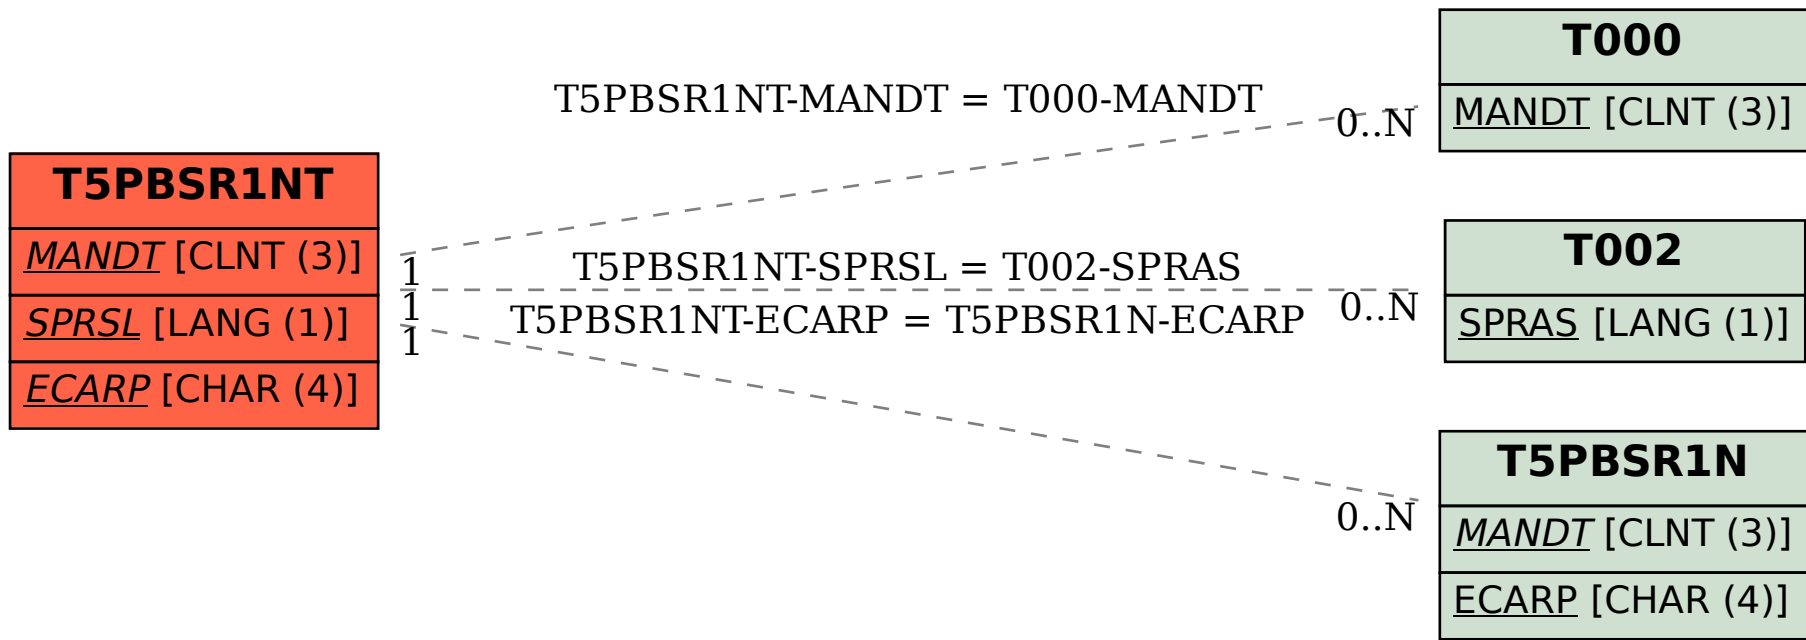 T5PBSR1NT
MANDT [CLNT (3)]
SPRSL [LANG (1)]
ECARP [CHAR (4)]
T5PBSR1NT-MANDT = T000-MANDT
1
0..N
T5PBSR1NT-SPRSL = T002-SPRAS
1
0..N
T5PBSR1NT-ECARP = T5PBSR1N-ECARP
1
0..N
T000
MANDT [CLNT (3)]
T002
SPRAS [LANG (1)]
T5PBSR1N
MANDT [CLNT (3)]
ECARP [CHAR (4)]